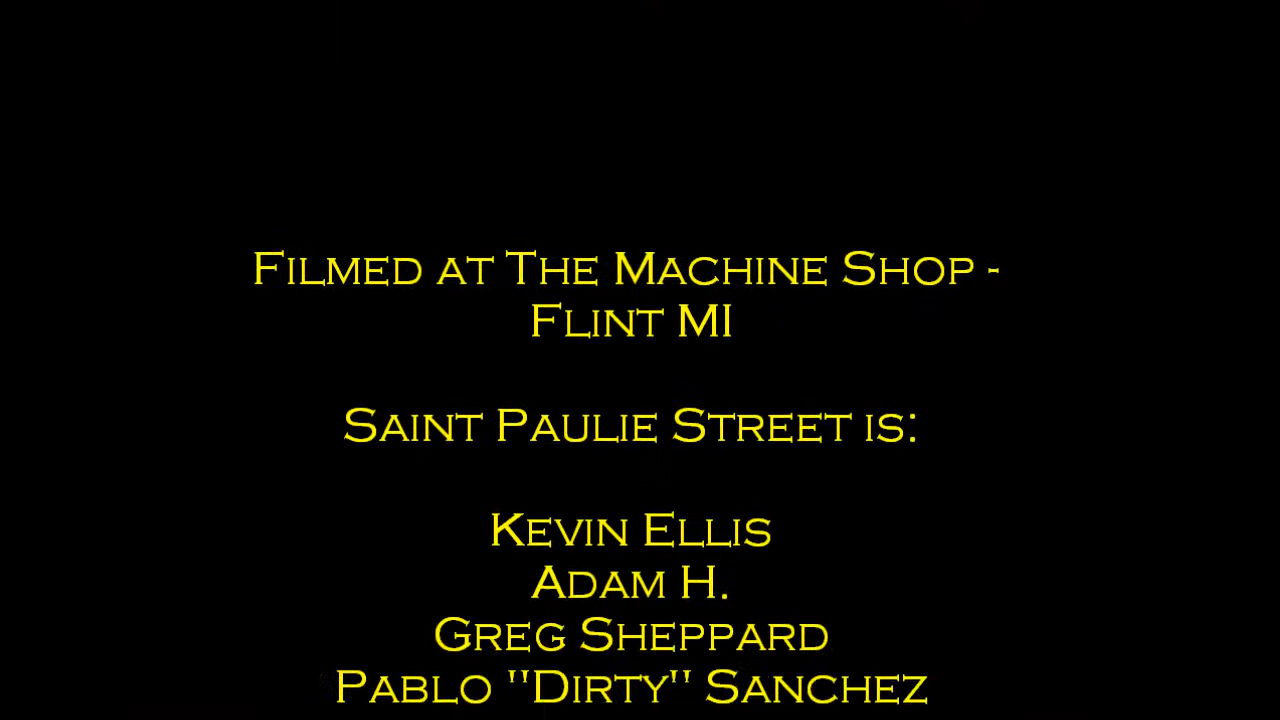 Filmed at The Machine Shop -
Flint MI
Saint Paulie Street is:
Kevin Ellis
Adam H.
Greg Sheppard
Pablo "Dirty" Sanchez